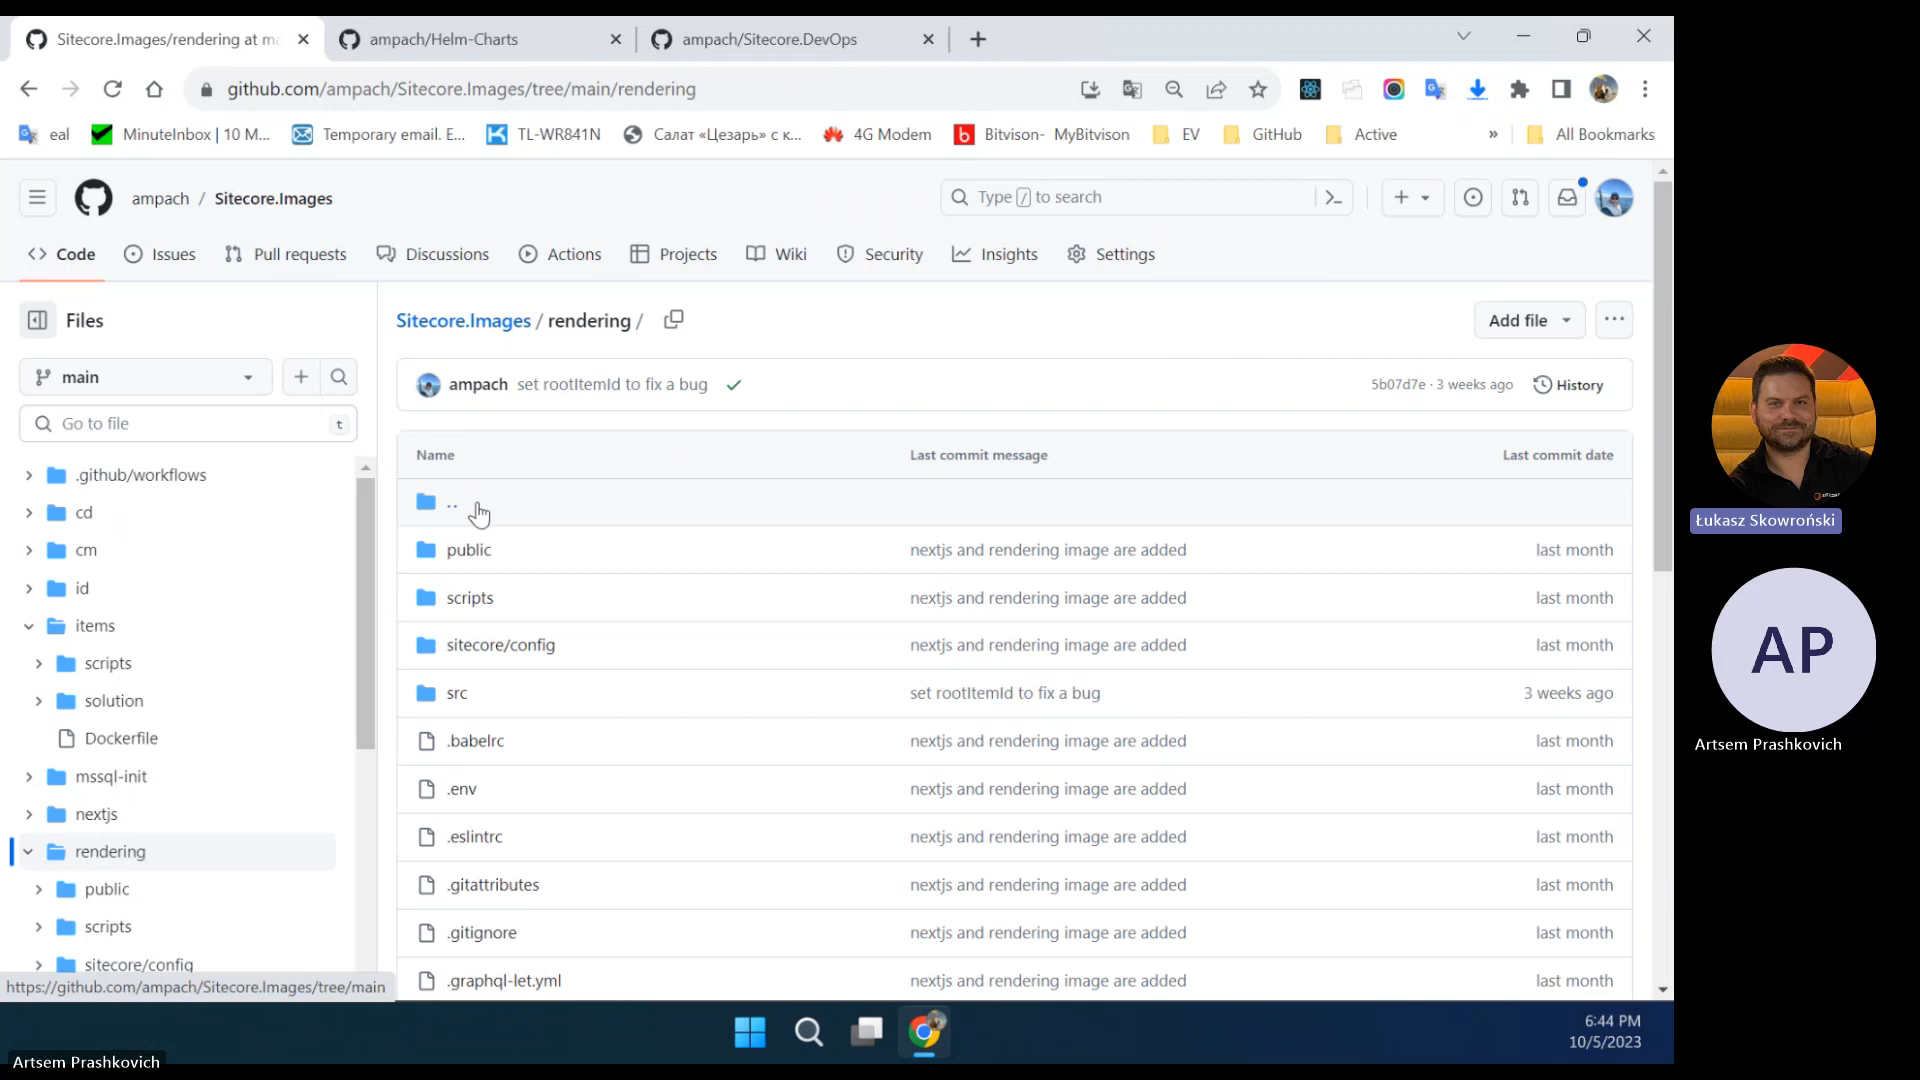 Sitecore.Images/rendering at ma
ampach/Helm-Charts
ampach/Sitecore.DevOps
github.com/ampach/Sitecore.Images/tree/main/rendering
eal
MinuteInbox | 10 M...
Temporary email. E...
TL-WR841N
Салат «Цезарь» с к...
4G Modem
Bitvison- MyBitvison
EV
GitHub
Active
»
All Bookmarks
ampach / Sitecore.Images
Type / to search
Code
Issues
Pull requests
Discussions
Actions
Projects
Wiki
Security
Insights
Settings
Files
main
Go to file
t
.github/workflows
cd
cm
id
items
scripts
solution
Dockerfile
mssql-init
nextjs
rendering
public
scripts
sitecore/config
https://github.com/ampach/Sitecore.Images/tree/main
Sitecore.Images / rendering /
Add file
ampach set rootItemId to fix a bug
5b07d7e · 3 weeks ago
History
Name Last commit message Last commit date
..
public nextjs and rendering image are added last month
scripts nextjs and rendering image are added last month
sitecore/config nextjs and rendering image are added last month
src set rootItemId to fix a bug 3 weeks ago
.babelrc nextjs and rendering image are added last month
.env nextjs and rendering image are added last month
.eslintrc nextjs and rendering image are added last month
.gitattributes nextjs and rendering image are added last month
.gitignore nextjs and rendering image are added last month
.graphql-let.yml nextjs and rendering image are added last month
6:44 PM
10/5/2023
Artsem Prashkovich
Łukasz Skowroński
AP
Artsem Prashkovich